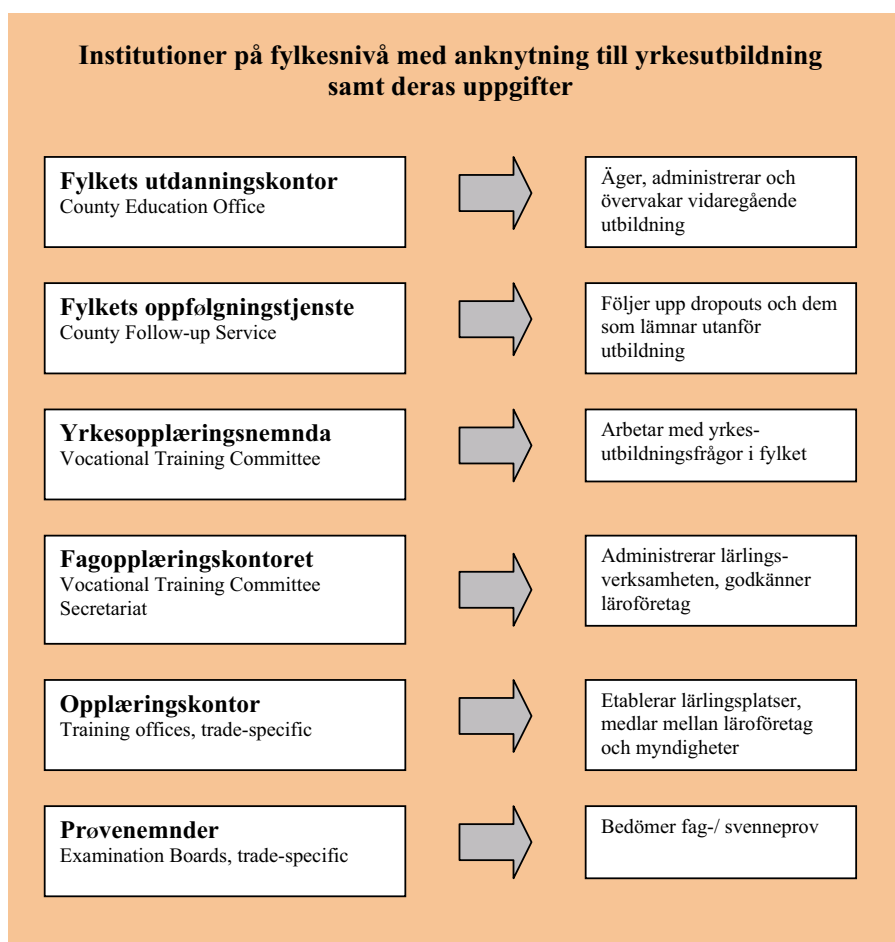 Institutioner på fylkesnivå med anknytning till yrkesutbildning
samt deras uppgifter
Fylkets utdanningskontor
County Education Office
Äger, administrerar och
övervakar vidaregående
utbildning
Fylkets oppfølgningstjenste
County Follow-up Service
Följer upp dropouts och dem
som lämnar utanför
utbildning
Yrkesopplæringsnemnda
Vocational Training Committee
Arbetar med yrkes-
utbildningsfrågor i fylket
Fagopplæringskontoret
Vocational Training Committee
Secretariat
Administrerar lärlings-
verksamheten, godkänner
läroföretag
Opplæringskontor
Training offices, trade-specific
Etablerar lärlingsplatser,
medlar mellan läroföretag
och myndigheter
Prøvenemnder
Examination Boards, trade-specific
Bedömer fag-/ svenneprov